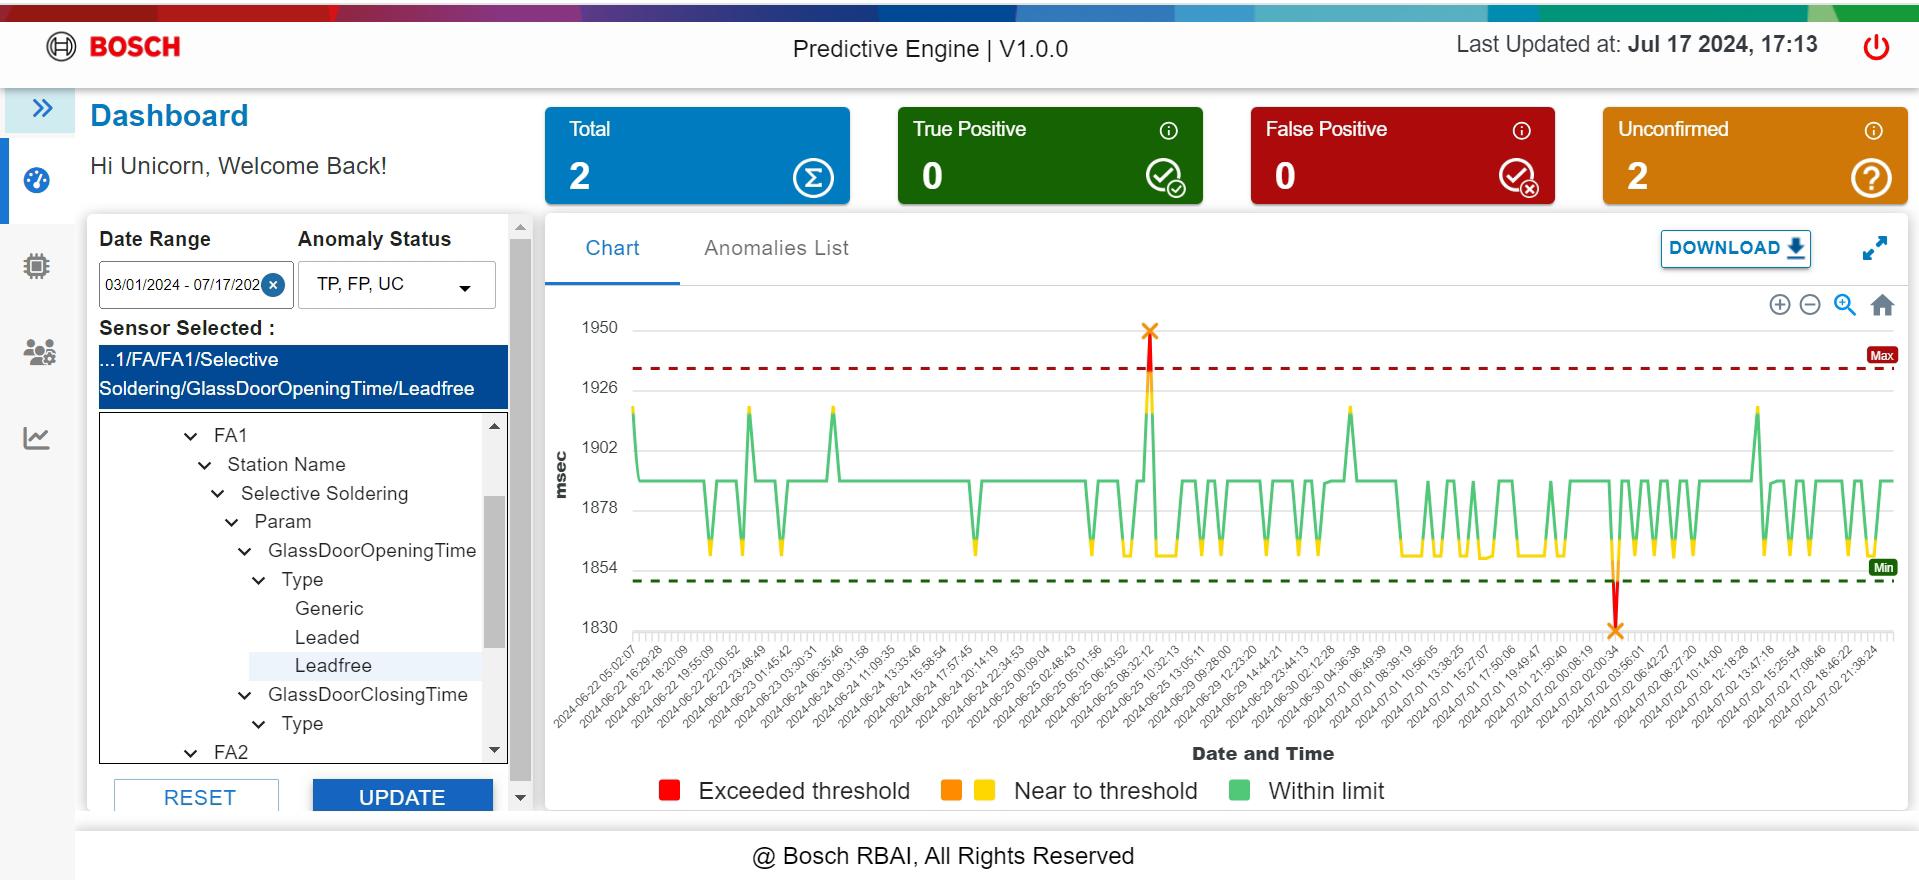 BOSCH
Predictive Engine | V1.0.0
Last Updated at: Jul 17 2024, 17:13
Dashboard
Hi Unicorn, Welcome Back!
Total
2
True Positive
0
False Positive
0
Unconfirmed
2
Date Range
Anomaly Status
03/01/2024 - 07/17/202
TP, FP, UC
Sensor Selected :
...1/FA/FA1/Selective
Soldering/GlassDoorOpeningTime/Leadfree
FA1
Station Name
Selective Soldering
Param
GlassDoorOpeningTime
Type
Generic
Leaded
Leadfree
GlassDoorClosingTime
Type
FA2
RESET
UPDATE
Chart
Anomalies List
DOWNLOAD
1950
1926
1902
1878
1854
1830
msec
Max
Min
2024-06-22 05:02:07
2024-06-22 16:29:28
2024-06-22 18:20:09
2024-06-22 19:55:09
2024-06-22 22:00:52
2024-06-22 23:48:49
2024-06-23 01:45:42
2024-06-23 03:30:31
2024-06-24 06:35:46
2024-06-24 09:31:58
2024-06-24 11:09:35
2024-06-24 13:33:46
2024-06-24 15:58:54
2024-06-24 17:57:45
2024-06-24 20:14:19
2024-06-24 22:34:53
2024-06-25 00:09:04
2024-06-25 02:48:43
2024-06-25 05:01:56
2024-06-25 06:43:52
2024-06-25 08:32:12
2024-06-25 10:32:13
2024-06-25 13:05:11
2024-06-29 09:28:00
2024-06-29 12:23:20
2024-06-29 14:44:21
2024-06-29 23:44:13
2024-06-30 02:12:28
2024-06-30 04:36:38
2024-07-01 06:49:39
2024-07-01 08:39:19
2024-07-01 10:56:05
2024-07-01 13:38:25
2024-07-01 15:27:07
2024-07-01 17:50:06
2024-07-01 19:49:47
2024-07-01 21:50:40
2024-07-02 00:08:19
2024-07-02 02:00:34
2024-07-02 03:56:01
2024-07-02 06:42:27
2024-07-02 08:27:20
2024-07-02 10:14:00
2024-07-02 12:18:28
2024-07-02 13:47:18
2024-07-02 15:25:54
2024-07-02 17:08:46
2024-07-02 18:46:22
2024-07-02 21:38:24
Date and Time
Exceeded threshold
Near to threshold
Within limit
@ Bosch RBAI, All Rights Reserved